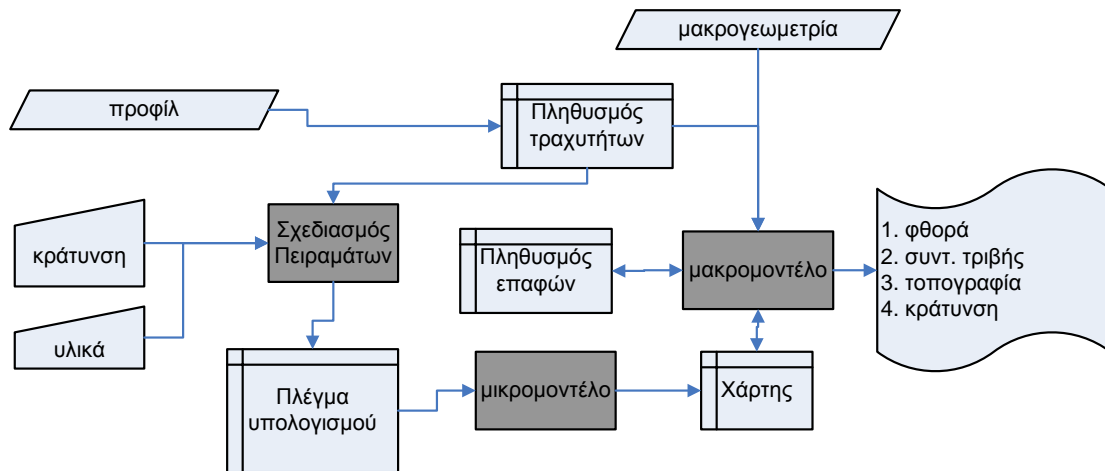 μακρογεωμετρία
προφίλ
Πληθυσμός
τραχυτήτων
κράτυνση
Σχεδιασμός
Πειραμάτων
Πληθυσμός
επαφών
μακρομοντέλο
1. φθορά
2. συντ. τριβής
3. τοπογραφία
4. κράτυνση
υλικά
Πλέγμα
υπολογισμού
μικρομοντέλο
Χάρτης